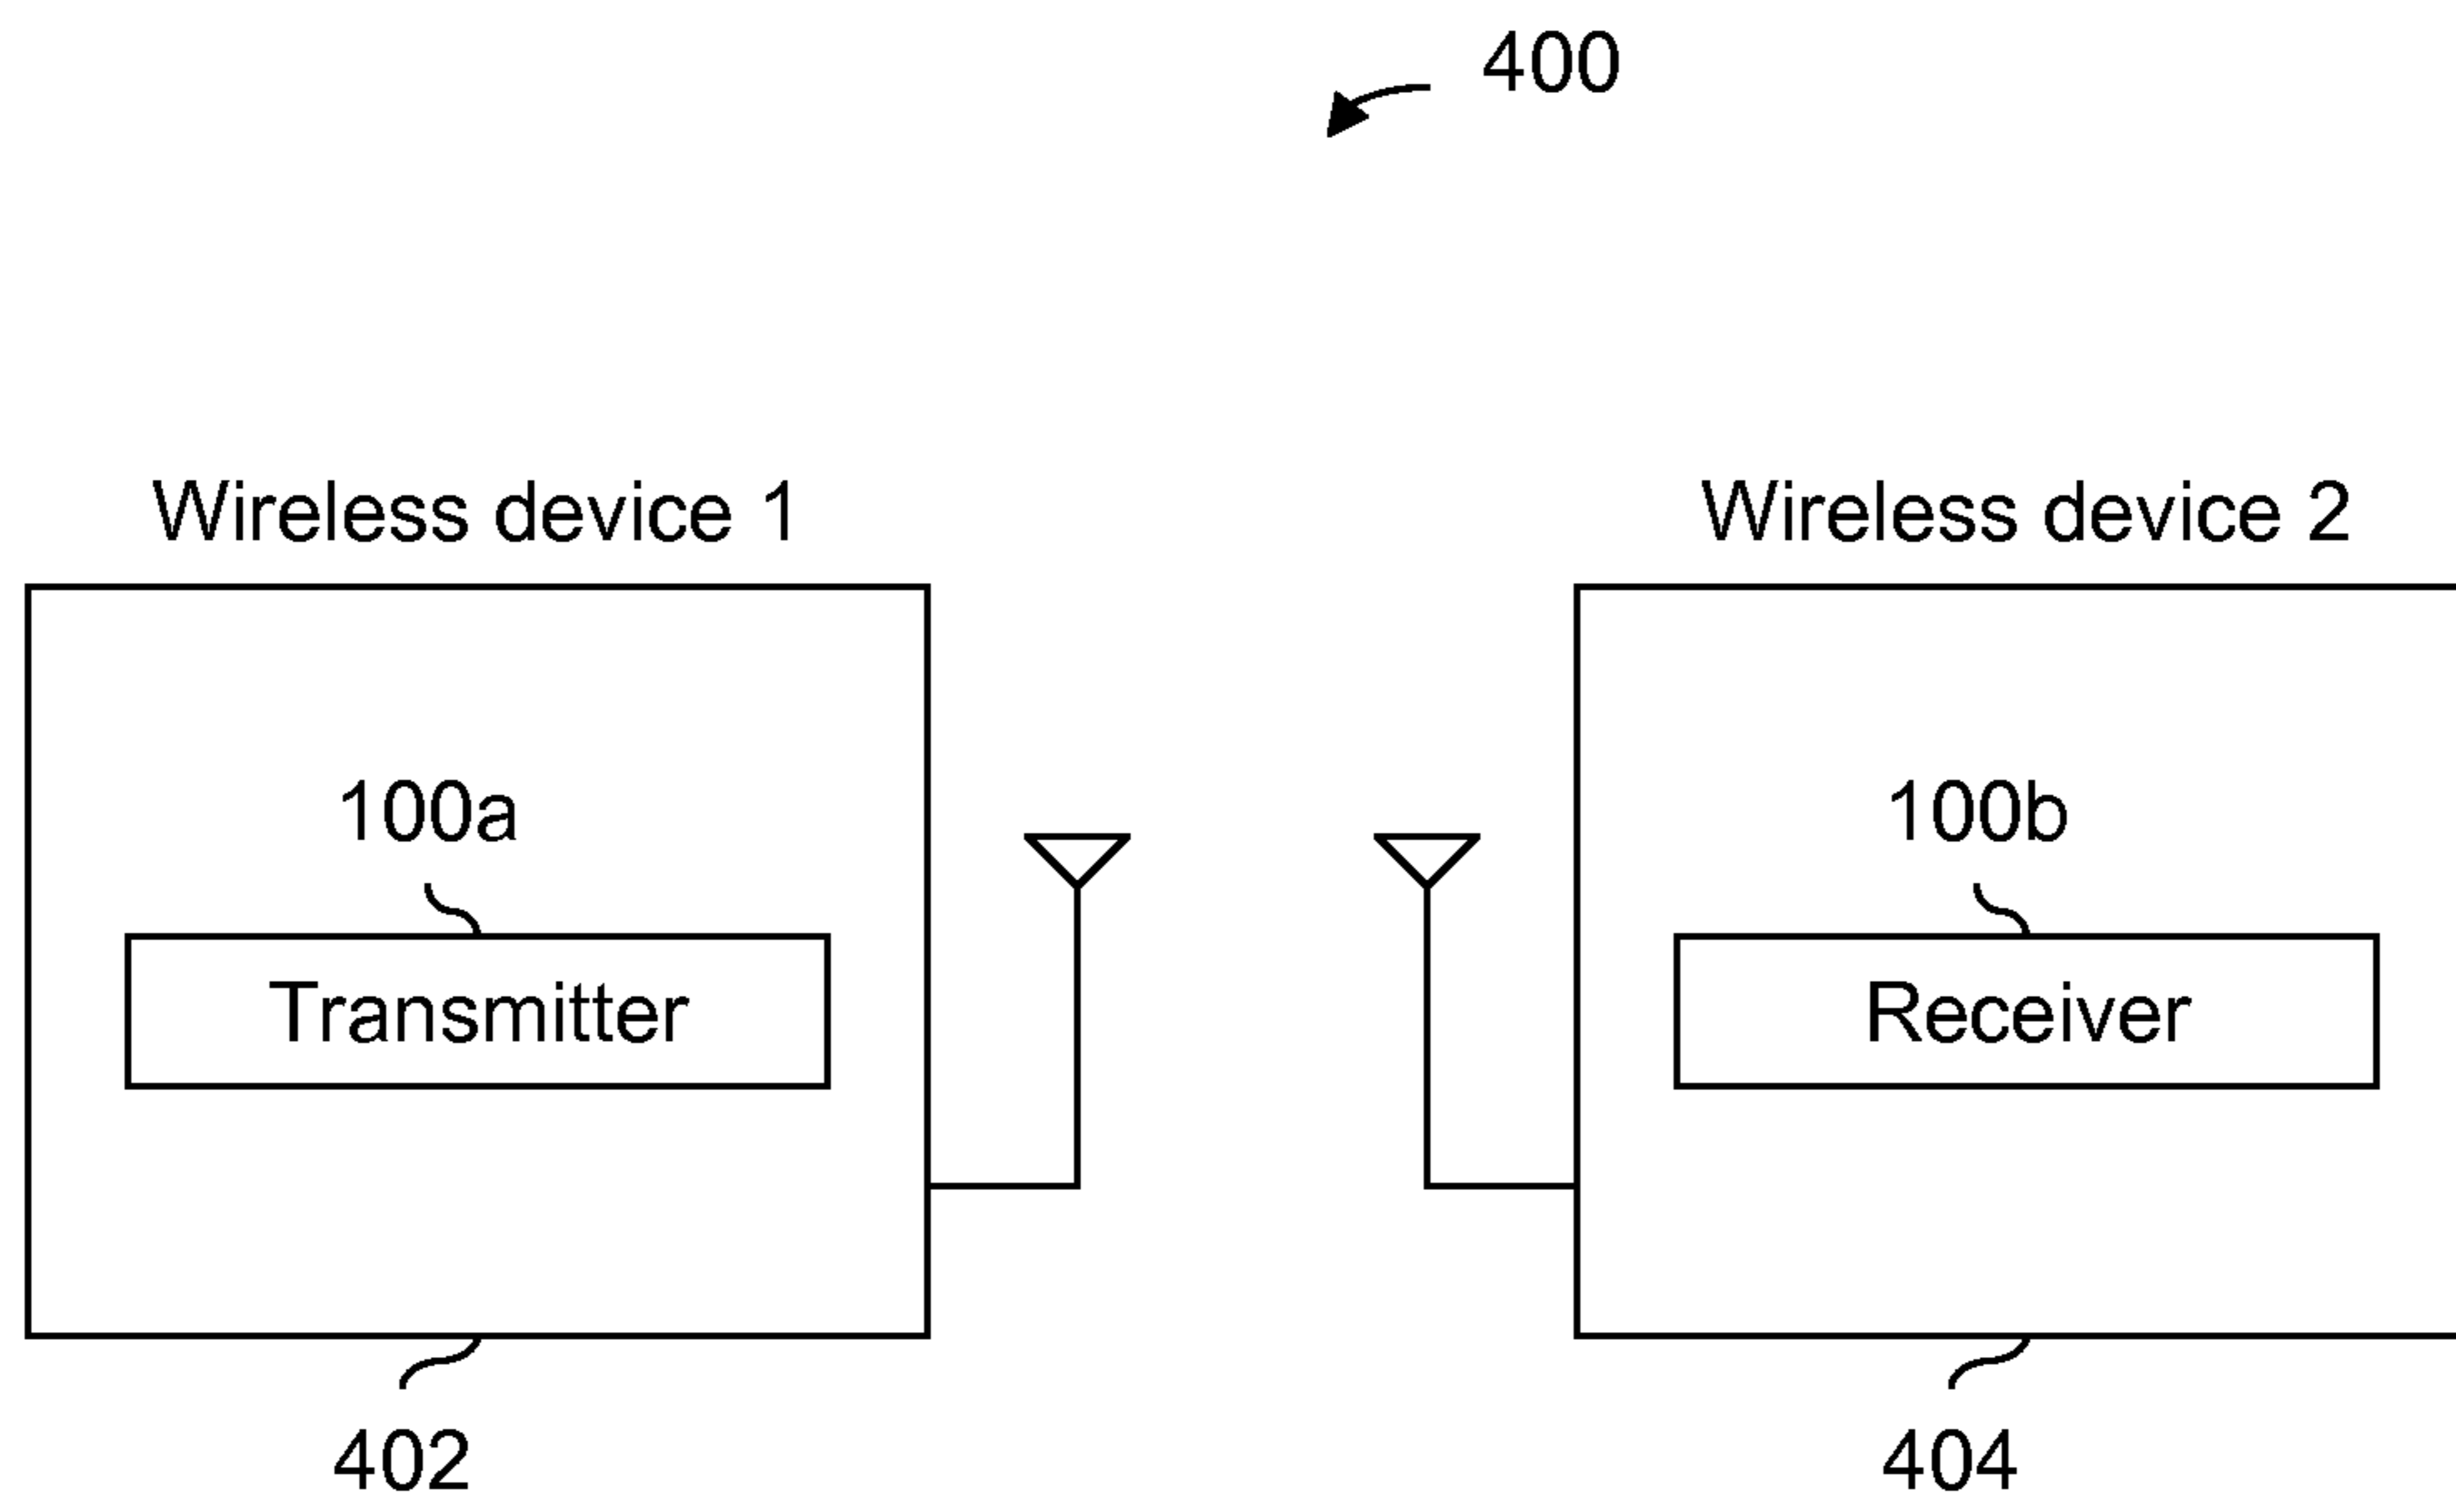 400
Wireless device 1
Wireless device 2
100a
100b
Transmitter
Receiver
402
404